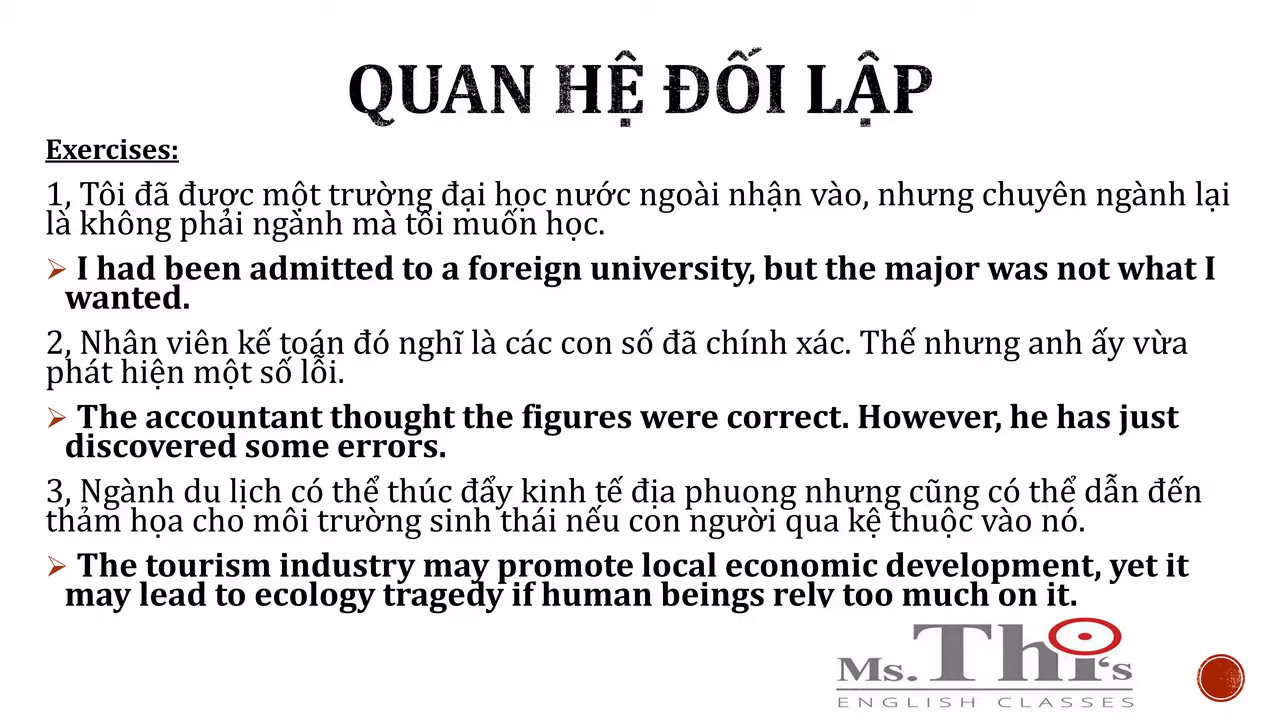 QUAN HỆ ĐỐI LẬP
Exercises:
1, Tôi đã được một trường đại học nước ngoài nhận vào, nhưng chuyên ngành lại
là không phải ngành mà tôi muốn học.
➢ I had been admitted to a foreign university, but the major was not what I
wanted.
2, Nhân viên kế toán đó nghĩ là các con số đã chính xác. Thế nhưng anh ấy vừa
phát hiện một số lỗi.
➢ The accountant thought the figures were correct. However, he has just
discovered some errors.
3, Ngành du lịch có thể thúc đẩy kinh tế địa phuong nhưng cũng có thể dẫn đến
thảm họa cho môi trường sinh thái nếu con người qua kệ thuộc vào nó.
➢ The tourism industry may promote local economic development, yet it
may lead to ecology tragedy if human beings rely too much on it.
Ms. Thi's
ENGLISH CLASSES